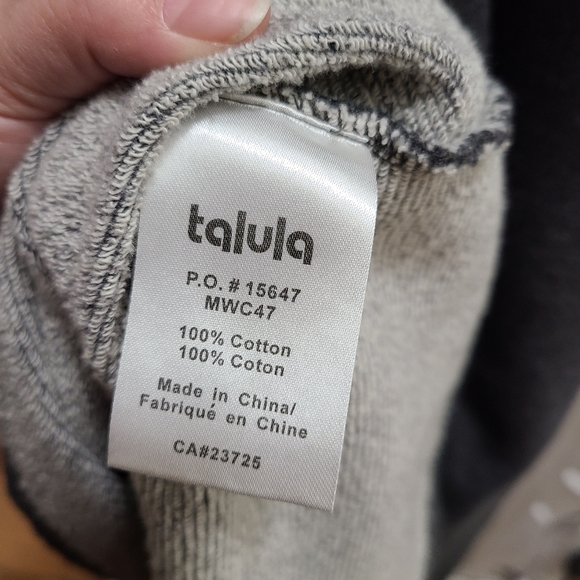 talula
P.O. # 15647
MWC47
100% Cotton
100% Coton
Made in China/
Fabriqué en Chine
CA#23725